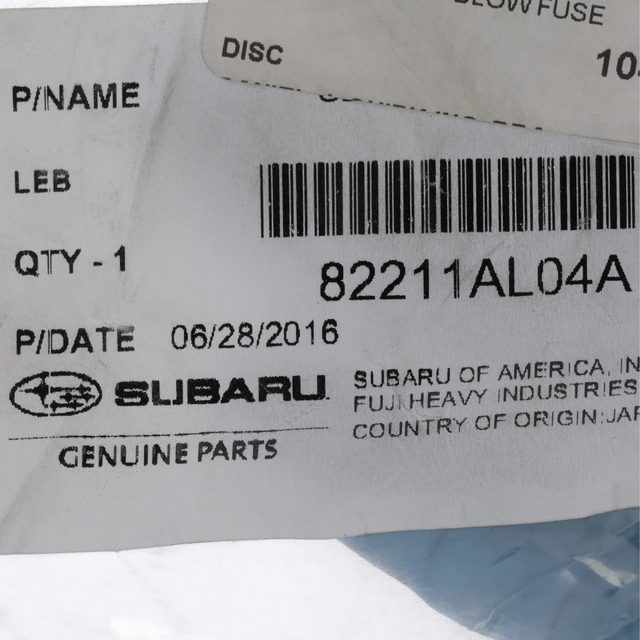 BLOW FUSE
DISC
P/NAME
LEB
QTY - 1
82211AL04A
P/DATE 06/28/2016
SUBARU
SUBARU OF AMERICA, IN
FUJI HEAVY INDUSTRIES
COUNTRY OF ORIGIN:JAP
GENUINE PARTS